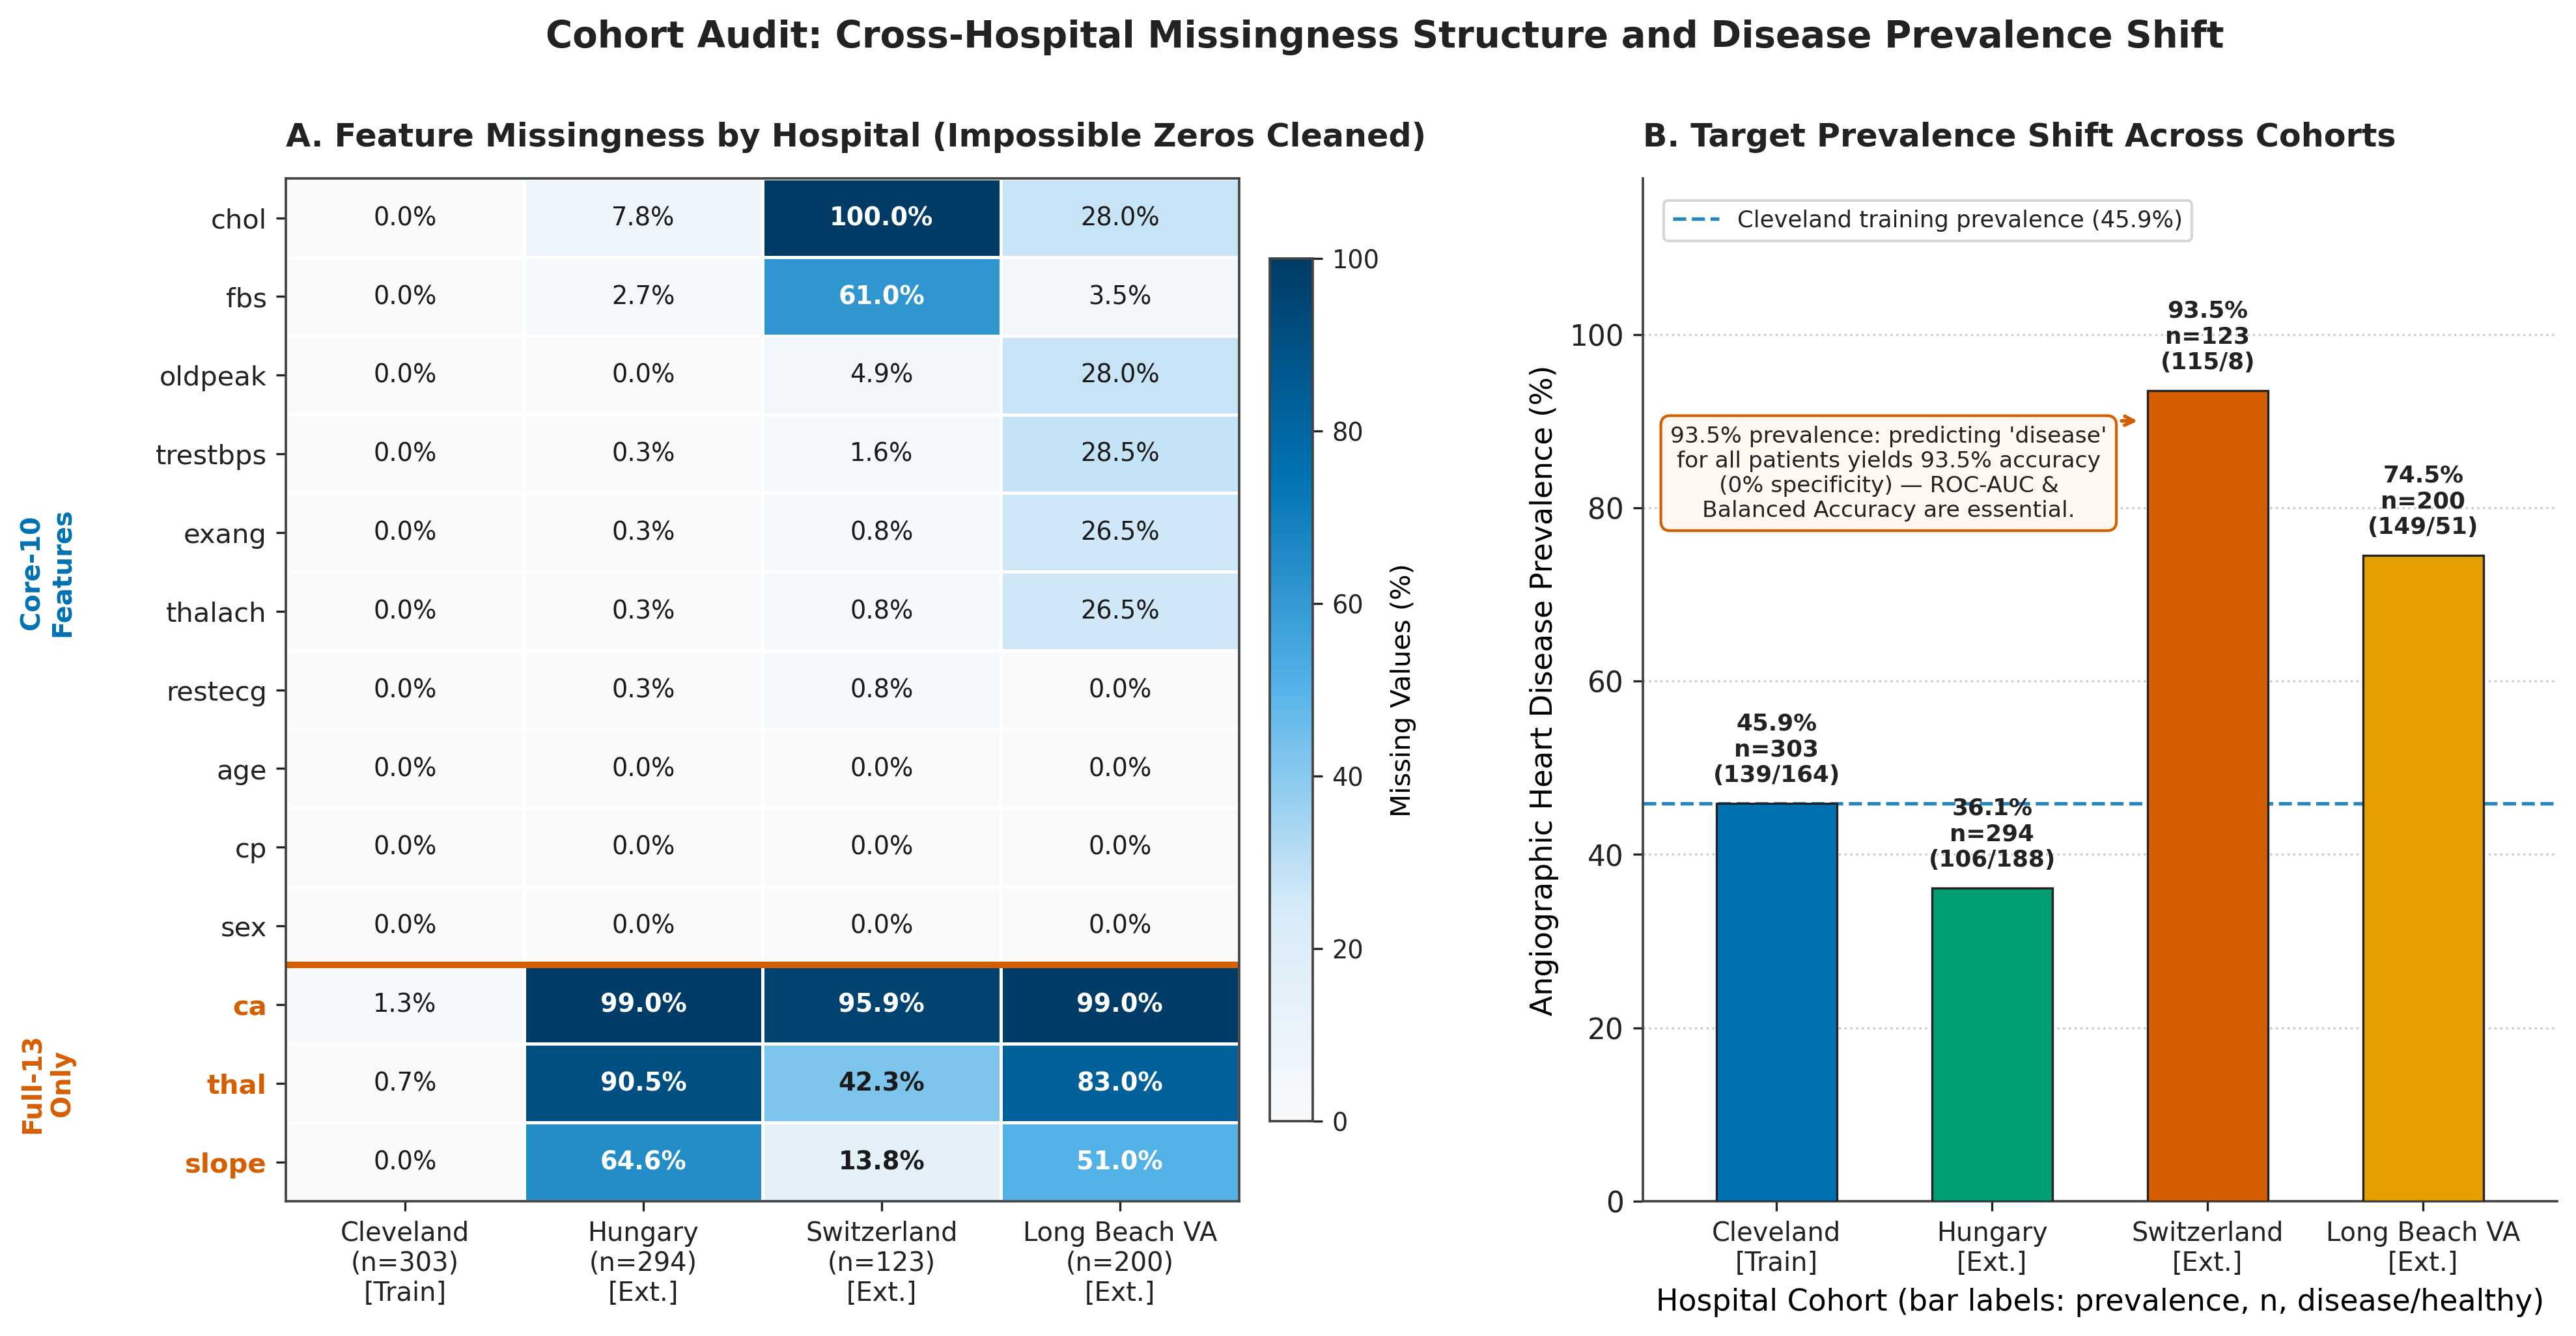 Cohort Audit: Cross-Hospital Missingness Structure and Disease Prevalence Shift
A. Feature Missingness by Hospital (Impossible Zeros Cleaned)
Core-10
Features
Full-13
Only
chol 0.0% 7.8% 100.0% 28.0%
fbs 0.0% 2.7% 61.0% 3.5%
oldpeak 0.0% 0.0% 4.9% 28.0%
trestbps 0.0% 0.3% 1.6% 28.5%
exang 0.0% 0.3% 0.8% 26.5%
thalach 0.0% 0.3% 0.8% 26.5%
restecg 0.0% 0.3% 0.8% 0.0%
age 0.0% 0.0% 0.0% 0.0%
cp 0.0% 0.0% 0.0% 0.0%
sex 0.0% 0.0% 0.0% 0.0%
ca 1.3% 99.0% 95.9% 99.0%
thal 0.7% 90.5% 42.3% 83.0%
slope 0.0% 64.6% 13.8% 51.0%
Cleveland
(n=303)
[Train]
Hungary
(n=294)
[Ext.]
Switzerland
(n=123)
[Ext.]
Long Beach VA
(n=200)
[Ext.]
100
80
60
40
20
0
Missing Values (%)
B. Target Prevalence Shift Across Cohorts
Cleveland training prevalence (45.9%)
Angiographic Heart Disease Prevalence (%)
100
80
60
40
20
0
93.5% prevalence: predicting 'disease'
for all patients yields 93.5% accuracy
(0% specificity) — ROC-AUC &
Balanced Accuracy are essential.
45.9%
n=303
(139/164)
36.1%
n=294
(106/188)
93.5%
n=123
(115/8)
74.5%
n=200
(149/51)
Cleveland
[Train]
Hungary
[Ext.]
Switzerland
[Ext.]
Long Beach VA
[Ext.]
Hospital Cohort (bar labels: prevalence, n, disease/healthy)